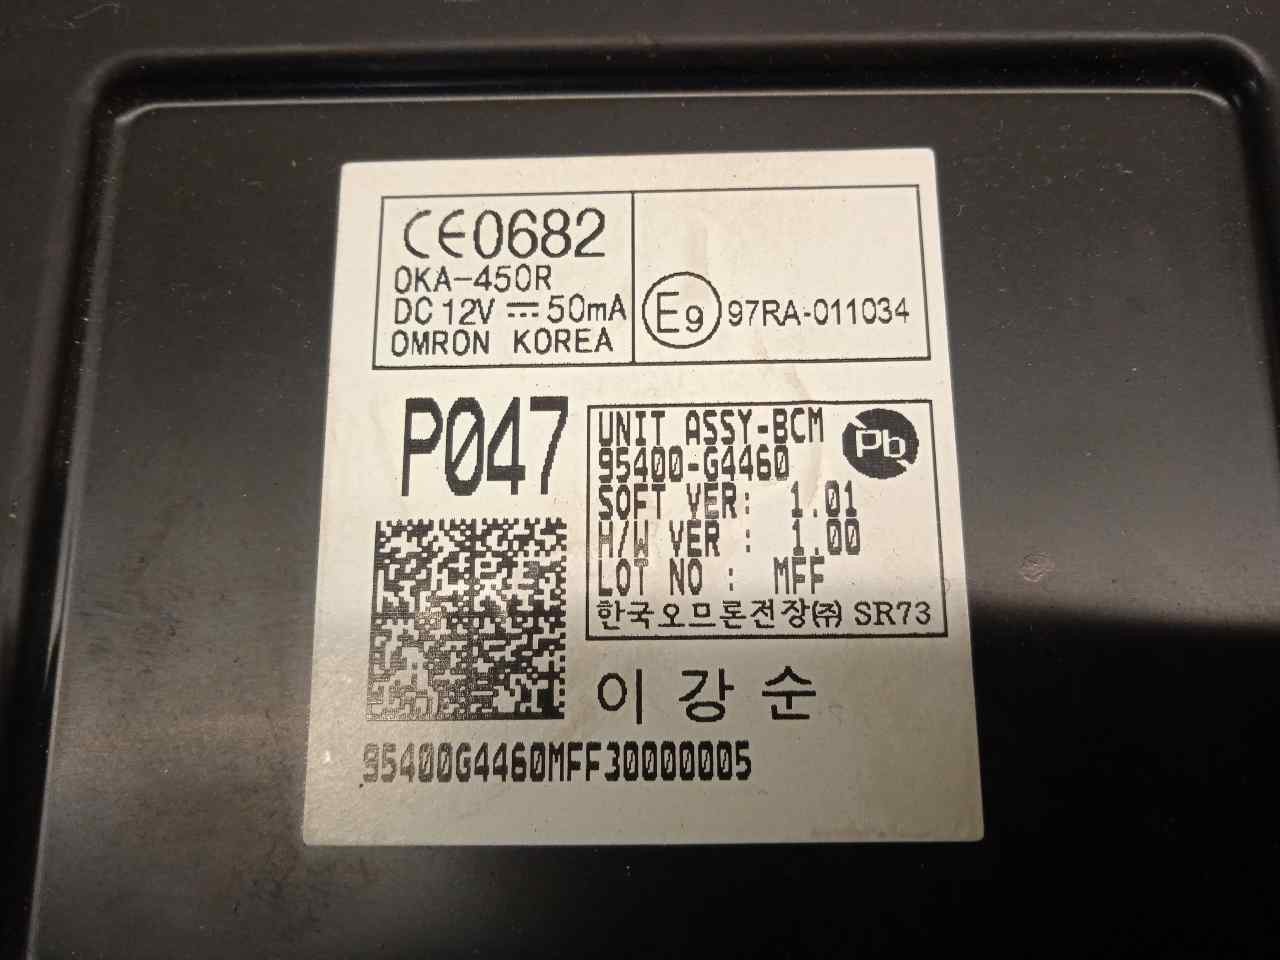 CE0682
OKA-450R
DC 12V ⎓ 50mA
OMRON KOREA
E9 97RA-011034
P047
UNIT ASSY-BCM
95400-G4460
Pb
SOFT VER: 1.01
H/W VER : 1.00
LOT NO : MFF
한국오므론전장㈜ SR73
이 강 순
95400G4460MFF30000005